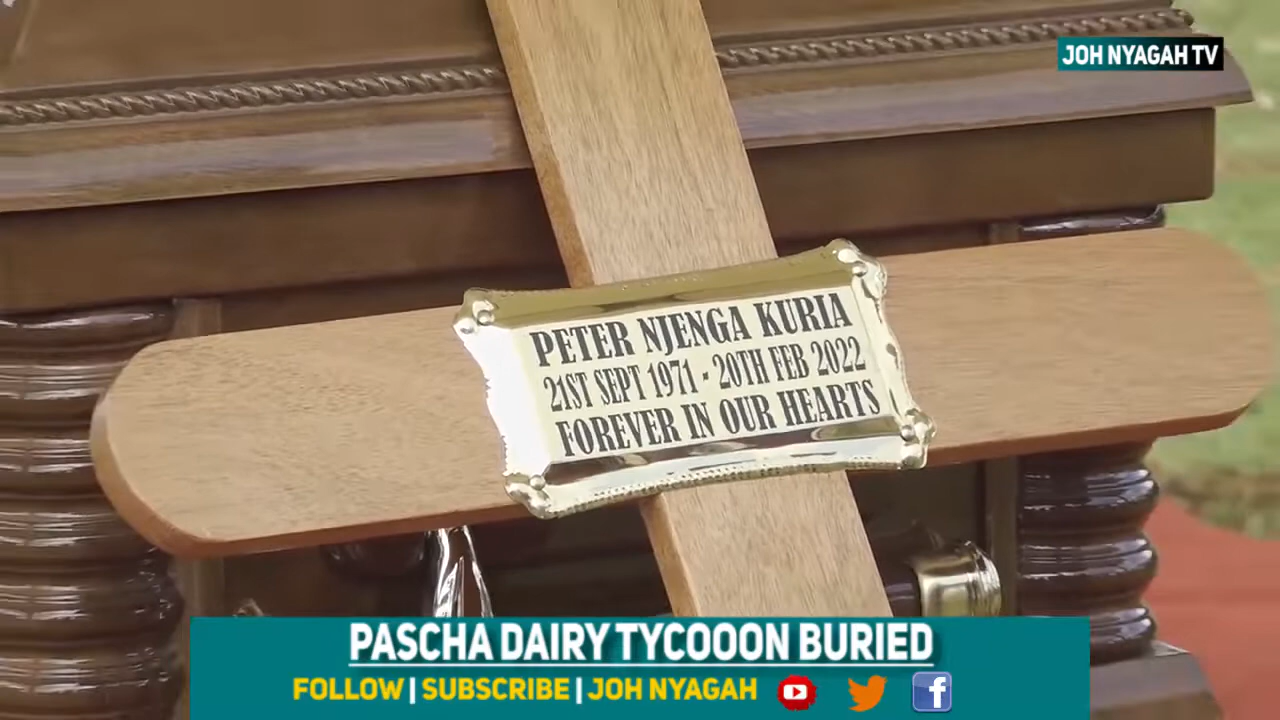 JOH NYAGAH TV
PETER NJENGA KURIA
21ST SEPT 1971 - 20TH FEB 2022
FOREVER IN OUR HEARTS
PASCHA DAIRY TYCOOON BURIED
FOLLOW | SUBSCRIBE | JOH NYAGAH